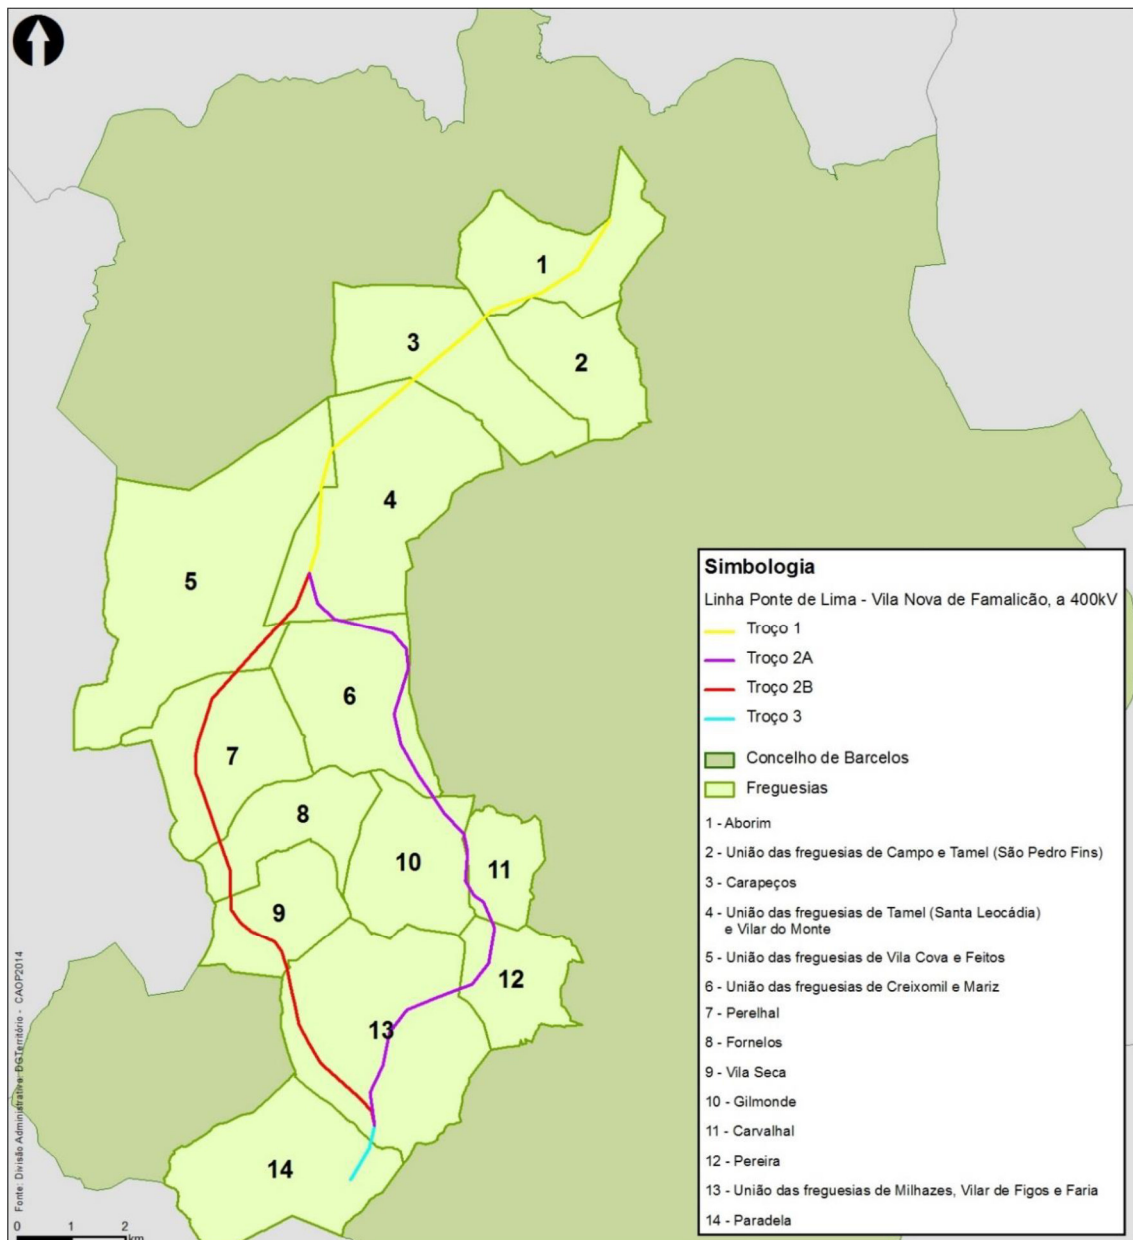 1
2
3
4
5
6
7
8
9
10
11
12
13
14
Simbologia
Linha Ponte de Lima - Vila Nova de Famalicão, a 400kV
Troço 1
Troço 2A
Troço 2B
Troço 3
Concelho de Barcelos
Freguesias
1 - Aborim
2 - União das freguesias de Campo e Tamel (São Pedro Fins)
3 - Carapeços
4 - União das freguesias de Tamel (Santa Leocádia)
e Vilar do Monte
5 - União das freguesias de Vila Cova e Feitos
6 - União das freguesias de Creixomil e Mariz
7 - Perelhal
8 - Fornelos
9 - Vila Seca
10 - Gilmonde
11 - Carvalhal
12 - Pereira
13 - União das freguesias de Milhazes, Vilar de Figos e Faria
14 - Paradela
Fonte: Divisão Administrativa DGTerritório - CAOP2014
0 1 2
km